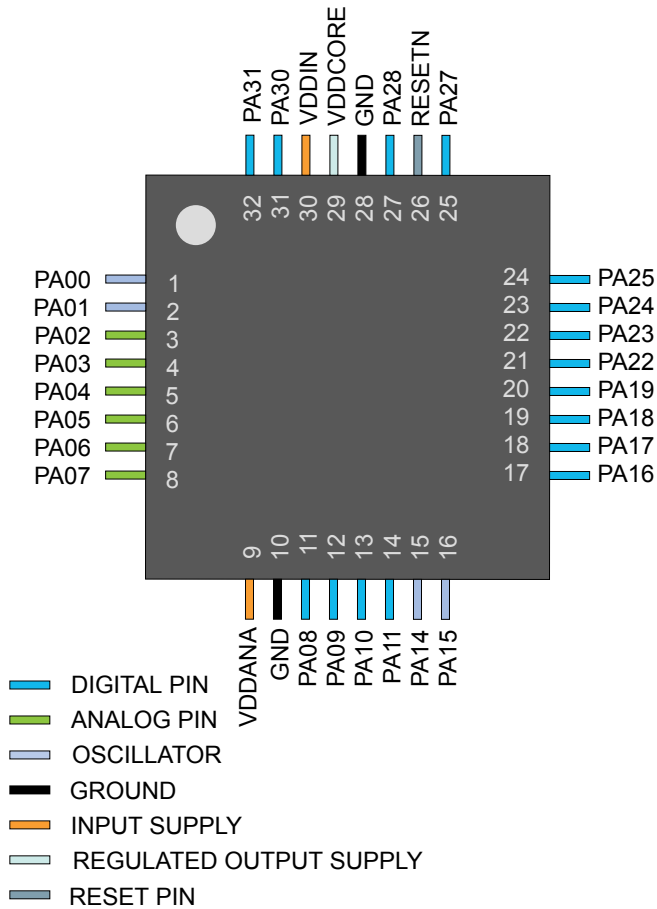 PA31
PA30
VDDIN
VDDCORE
GND
PA28
RESETN
PA27
32
31
30
29
28
27
26
25
PA00
1
PA01
2
PA02
3
PA03
4
PA04
5
PA05
6
PA06
7
PA07
8
24
PA25
23
PA24
22
PA23
21
PA22
20
PA19
19
PA18
18
PA17
17
PA16
9
10
11
12
13
14
15
16
VDDANA
GND
PA08
PA09
PA10
PA11
PA14
PA15
DIGITAL PIN
ANALOG PIN
OSCILLATOR
GROUND
INPUT SUPPLY
REGULATED OUTPUT SUPPLY
RESET PIN